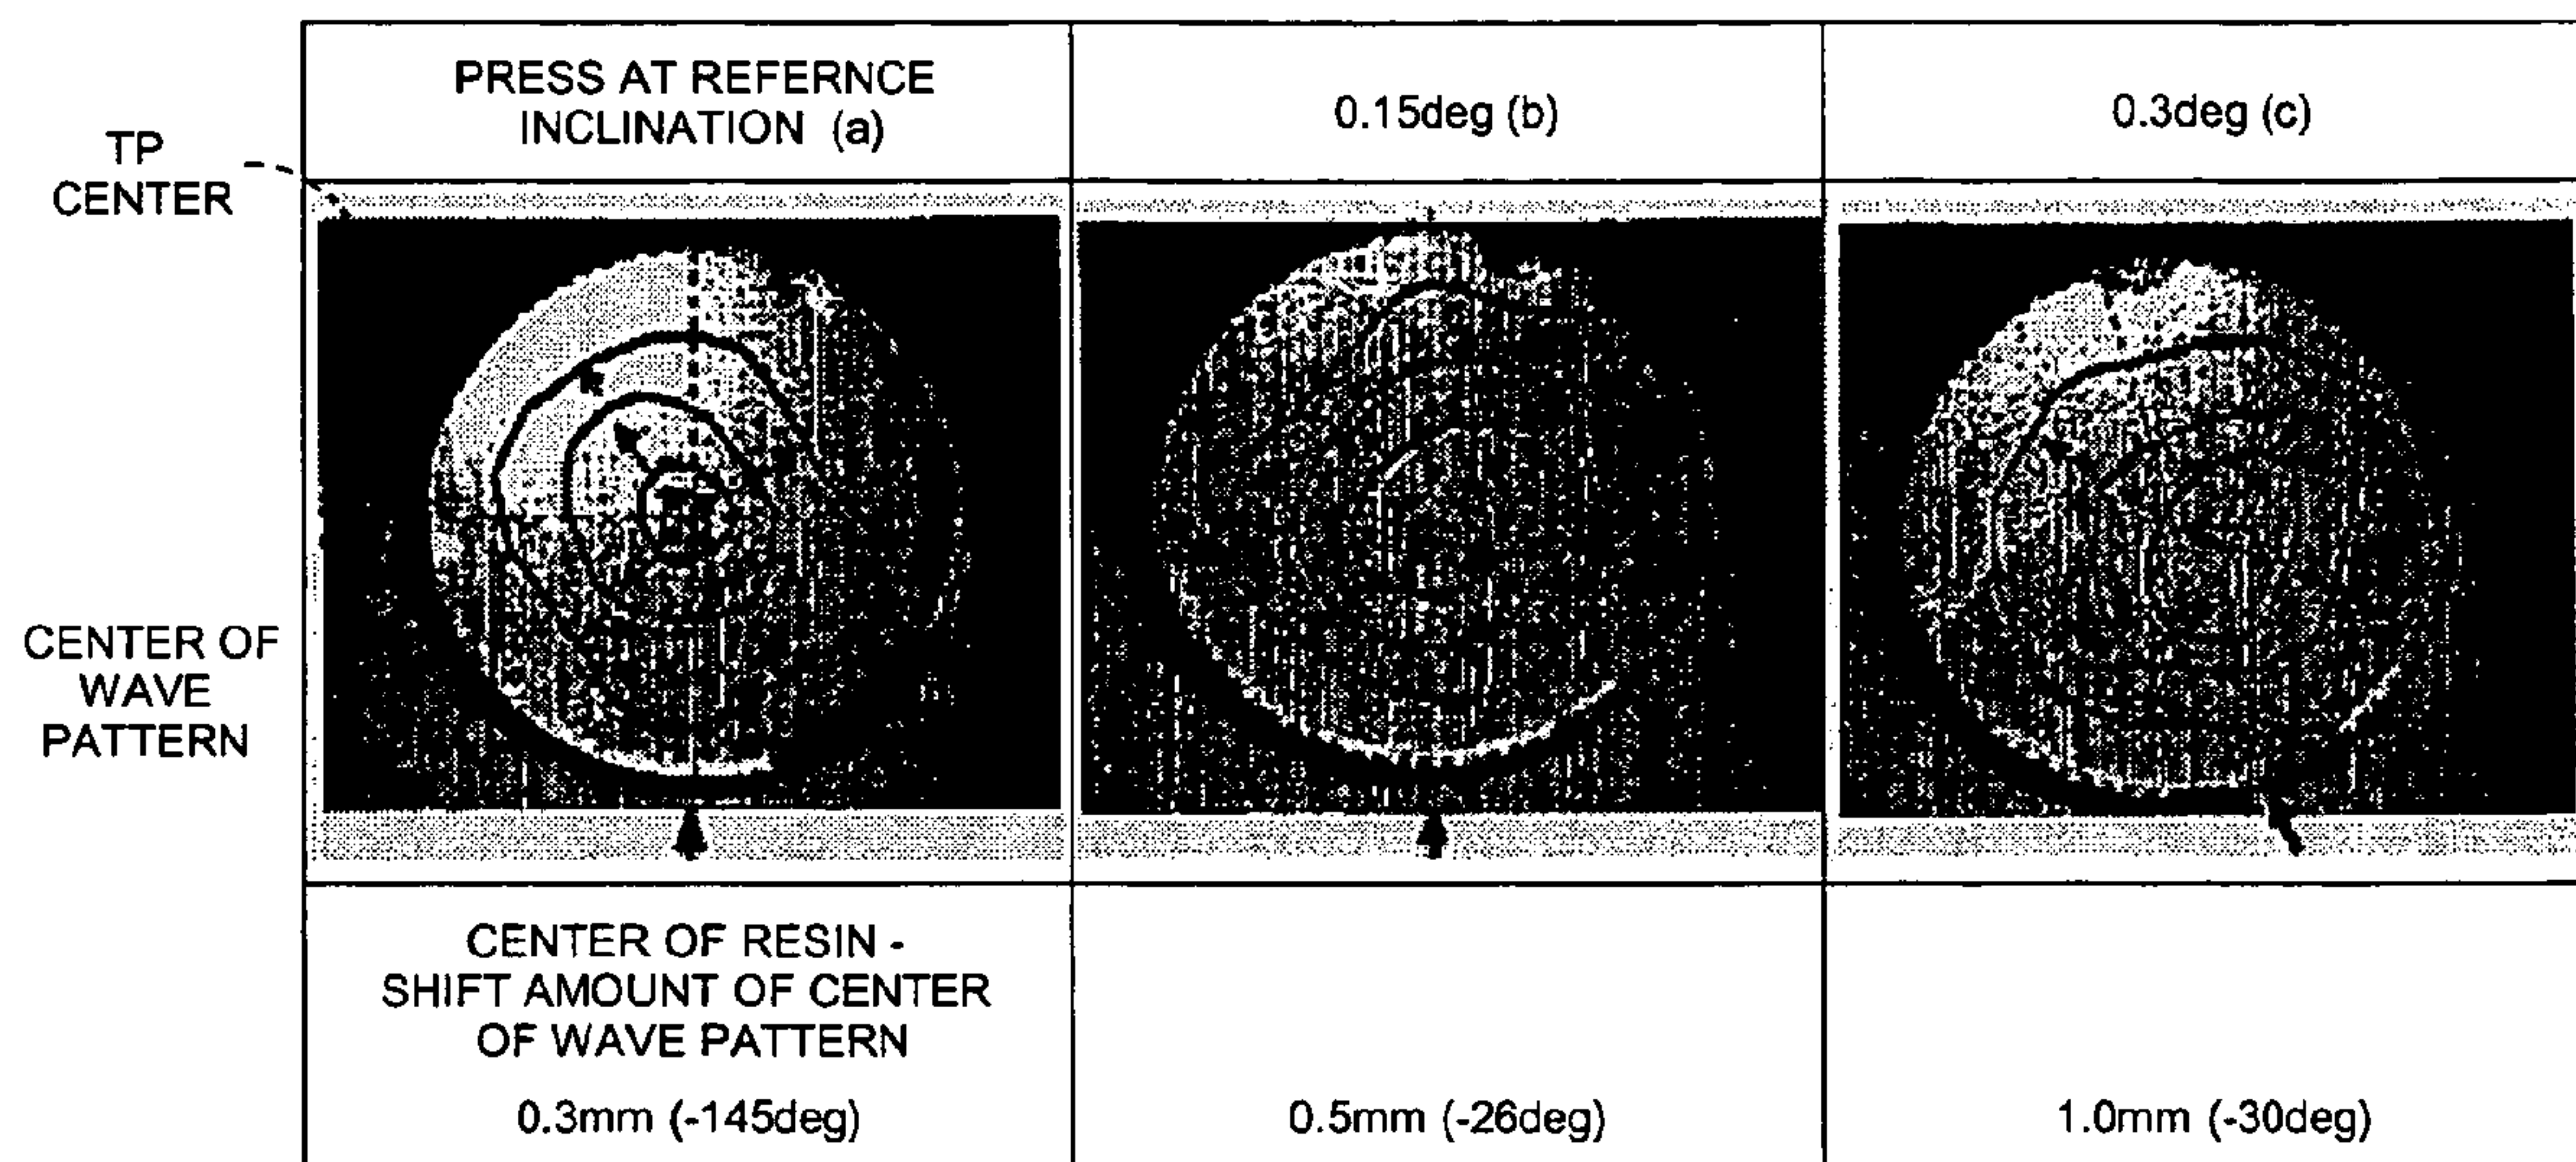 PRESS AT REFERNCE
INCLINATION (a)
0.15deg (b)
0.3deg (c)
TP
CENTER
CENTER OF
WAVE
PATTERN
CENTER OF RESIN -
SHIFT AMOUNT OF CENTER
OF WAVE PATTERN
0.3mm (-145deg)
0.5mm (-26deg)
1.0mm (-30deg)